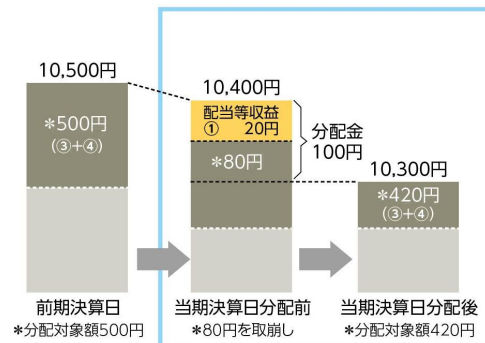 10,500円
*500円
(③+④)
前期決算日
*分配対象額500円
10,400円
配当等収益
① 20円
*80円
分配金
100円
当期決算日分配前
*80円を取崩し
10,300円
*420円
(③+④)
当期決算日分配後
*分配対象額420円